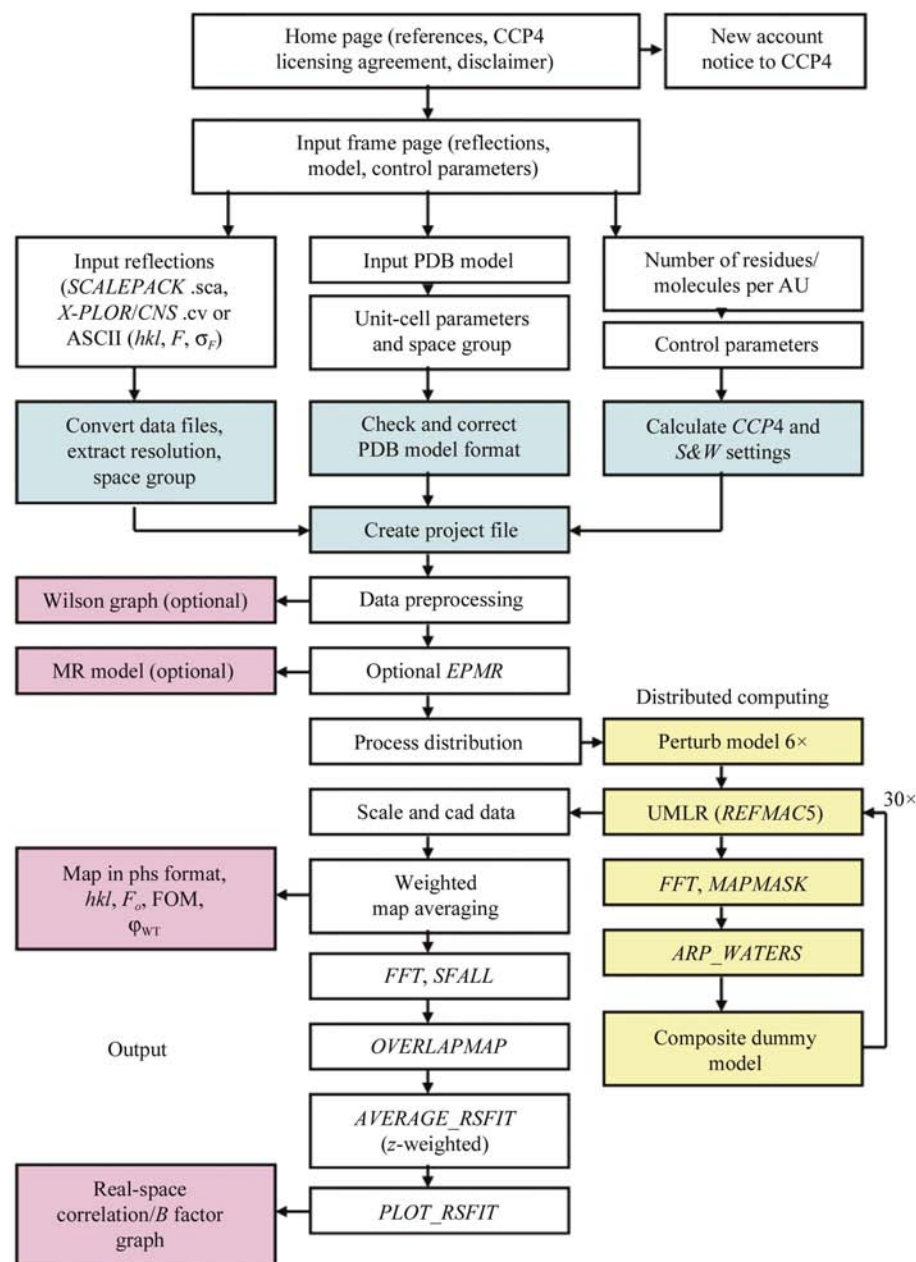 Home page (references, CCP4
licensing agreement, disclaimer)
New account
notice to CCP4
Input frame page (reflections,
model, control parameters)
Input reflections
(SCALEPACK .sca,
X-PLOR/CNS .cv or
ASCII (hkl, F, σF)
Input PDB model
Number of residues/
molecules per AU
Unit-cell parameters
and space group
Control parameters
Convert data files,
extract resolution,
space group
Check and correct
PDB model format
Calculate CCP4 and
S&W settings
Create project file
Wilson graph (optional)
Data preprocessing
MR model (optional)
Optional EPMR
Distributed computing
Process distribution
Perturb model 6×
Scale and cad data
UMLR (REFMAC5)
30×
Map in phs format,
hkl, Fo, FOM,
φWT
Weighted
map averaging
FFT, MAPMASK
FFT, SFALL
ARP_WATERS
Output
OVERLAPMAP
Composite dummy
model
AVERAGE_RSFIT
(z-weighted)
Real-space
correlation/B factor
graph
PLOT_RSFIT